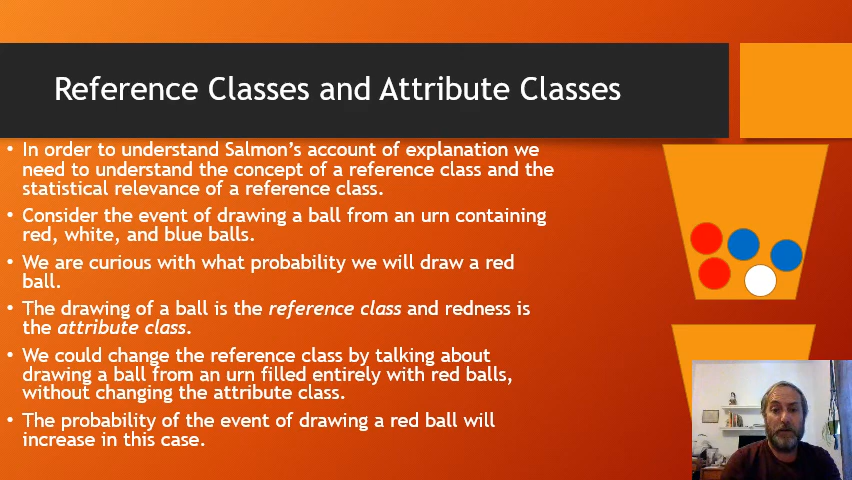 Reference Classes and Attribute Classes
• In order to understand Salmon's account of explanation we
need to understand the concept of a reference class and the
statistical relevance of a reference class.
• Consider the event of drawing a ball from an urn containing
red, white, and blue balls.
• We are curious with what probability we will draw a red
ball.
• The drawing of a ball is the reference class and redness is
the attribute class.
• We could change the reference class by talking about
drawing a ball from an urn filled entirely with red balls,
without changing the attribute class.
• The probability of the event of drawing a red ball will
increase in this case.